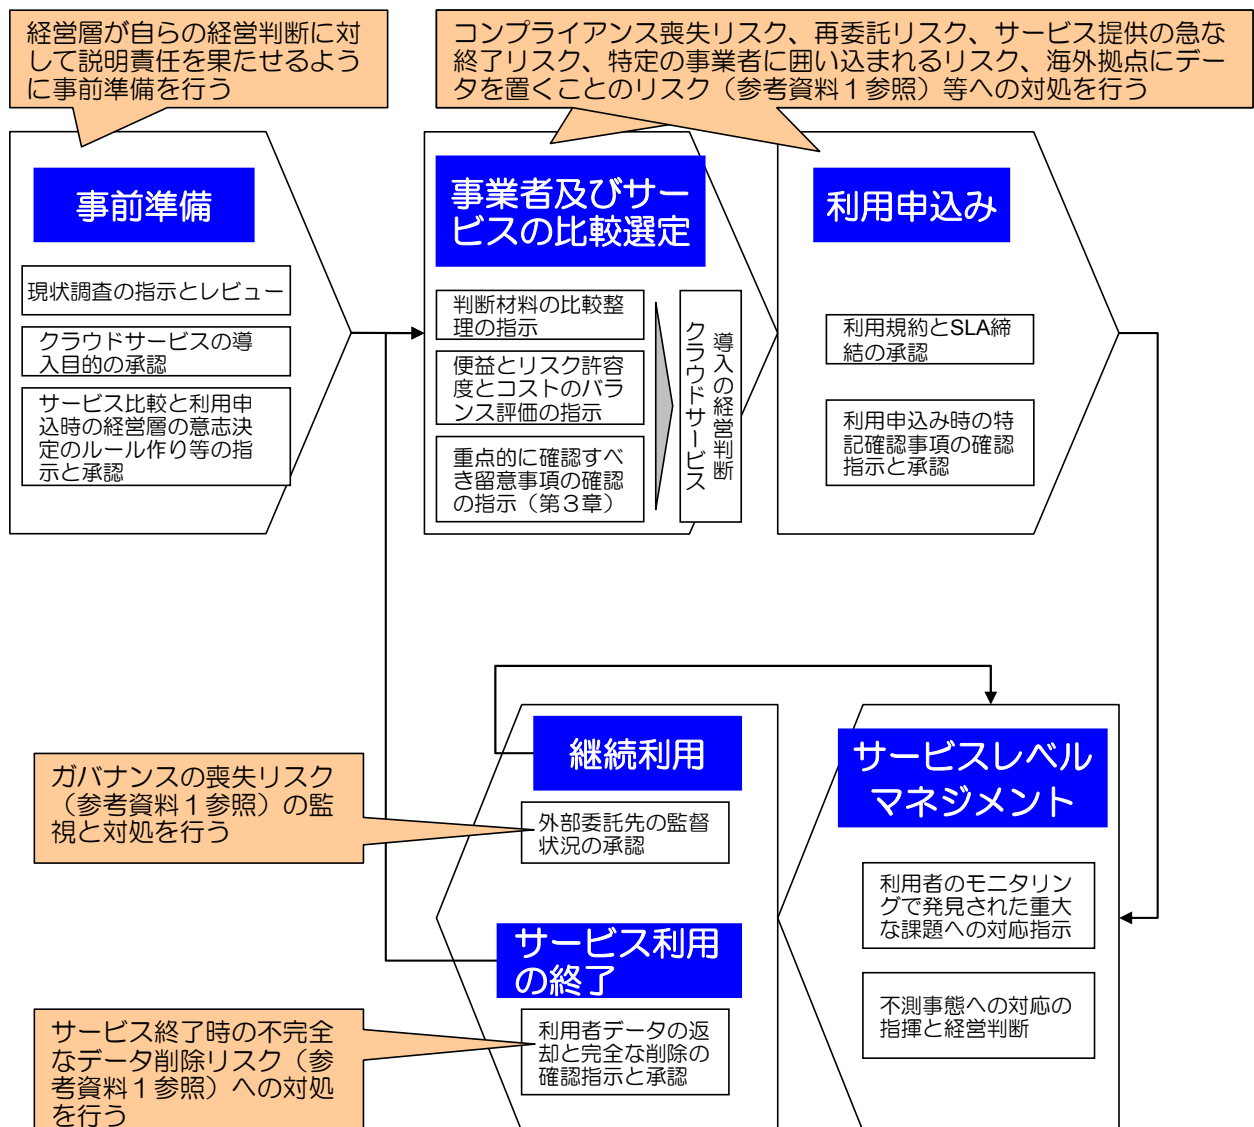 経営層が自らの経営判断に対
して説明責任を果たせるよう
に事前準備を行う
コンプライアンス喪失リスク、再委託リスク、サービス提供の急な
終了リスク、特定の事業者に囲い込まれるリスク、海外拠点にデー
タを置くことのリスク（参考資料１参照）等への対処を行う
事前準備
現状調査の指示とレビュー
クラウドサービスの導
入目的の承認
サービス比較と利用申
込時の経営層の意志決
定のルール作り等の指
示と承認
事業者及びサー
ビスの比較選定
判断材料の比較整
理の指示
便益とリスク許容
度とコストのバラ
ンス評価の指示
重点的に確認すべ
き留意事項の確認
の指示（第３章）
クラウドサービス
導入の経営判断
利用申込み
利用規約とSLA締
結の承認
利用申込み時の特
記確認事項の確認
指示と承認
サービスレベル
マネジメント
利用者のモニタリン
グで発見された重大
な課題への対応指示
不測事態への対応の
指揮と経営判断
継続利用
外部委託先の監督
状況の承認
ガバナンスの喪失リスク
（参考資料１参照）の監
視と対処を行う
サービス利用
の終了
利用者データの返
却と完全な削除の
確認指示と承認
サービス終了時の不完全
なデータ削除リスク（参
考資料１参照）への対処
を行う